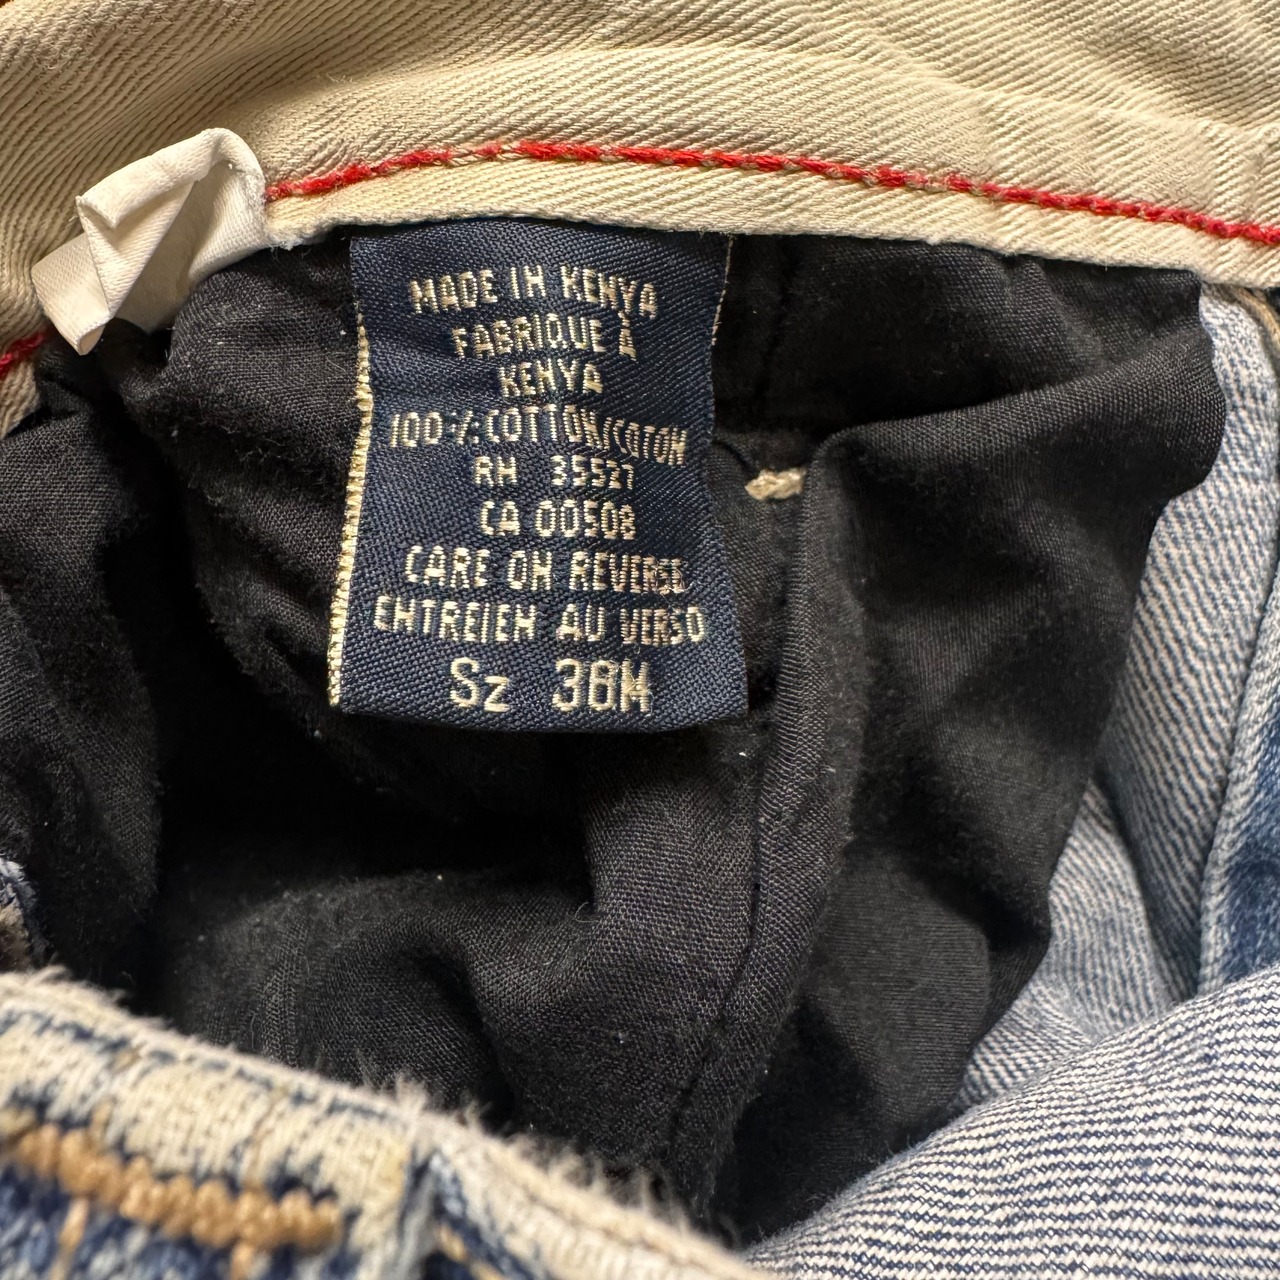 MADE IN KENYA
FABRIQUE À
KENYA
100% COTTON/COTON
RN 35527
CA 00508
CARE ON REVERSE
ENTREIEN AU VERSO
Sz 38M